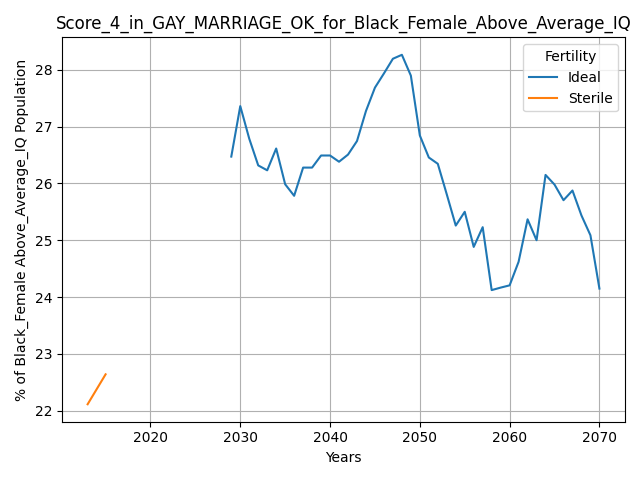 Score_4_in_GAY_MARRIAGE_OK_for_Black_Female_Above_Average_IQ
% of Black_Female Above_Average_IQ Population
28
27
26
25
24
23
22
Fertility
Ideal
Sterile
2020 2030 2040 2050 2060 2070
Years